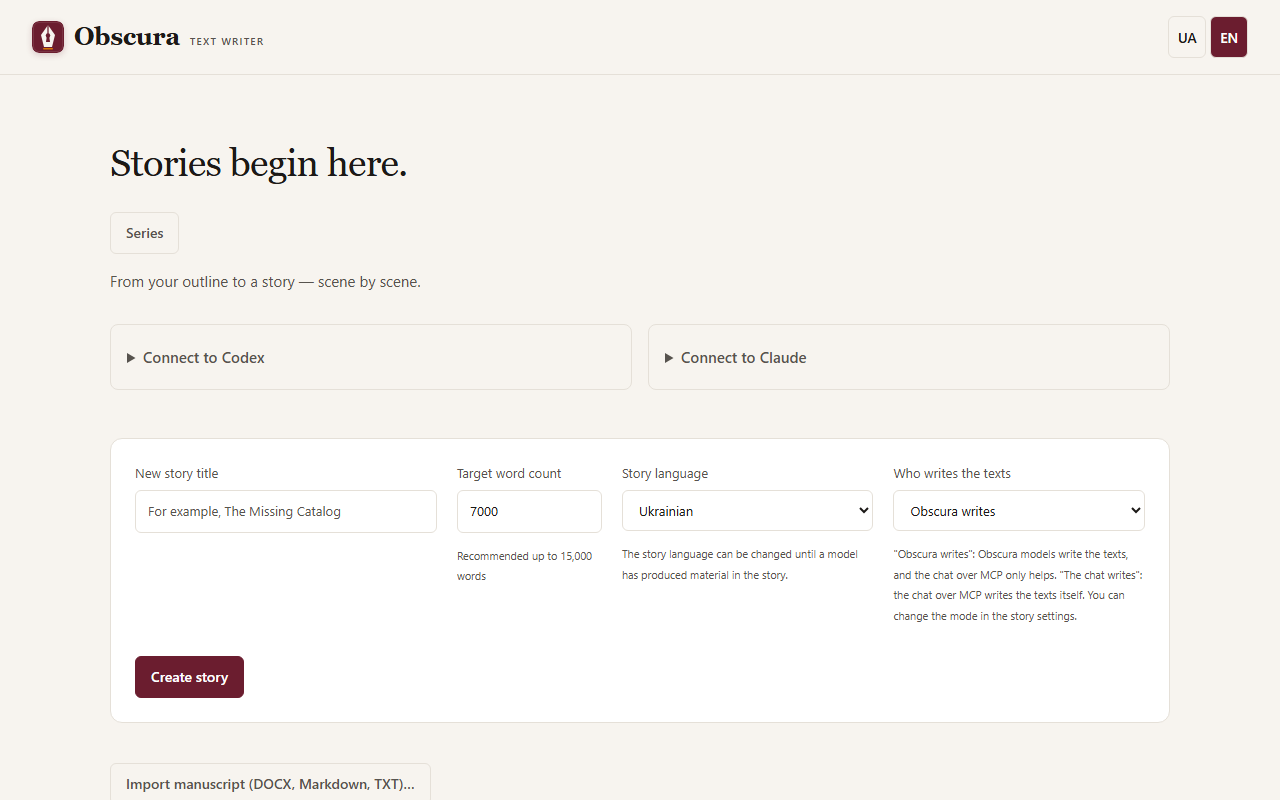 Obscura TEXT WRITER
UA
EN
Stories begin here.
Series
From your outline to a story — scene by scene.
Connect to Codex
Connect to Claude
New story title
For example, The Missing Catalog
Target word count
7000
Recommended up to 15,000
words
Story language
Ukrainian
The story language can be changed until a model
has produced material in the story.
Who writes the texts
Obscura writes
"Obscura writes": Obscura models write the texts,
and the chat over MCP only helps. "The chat writes":
the chat over MCP writes the texts itself. You can
change the mode in the story settings.
Create story
Import manuscript (DOCX, Markdown, TXT)...